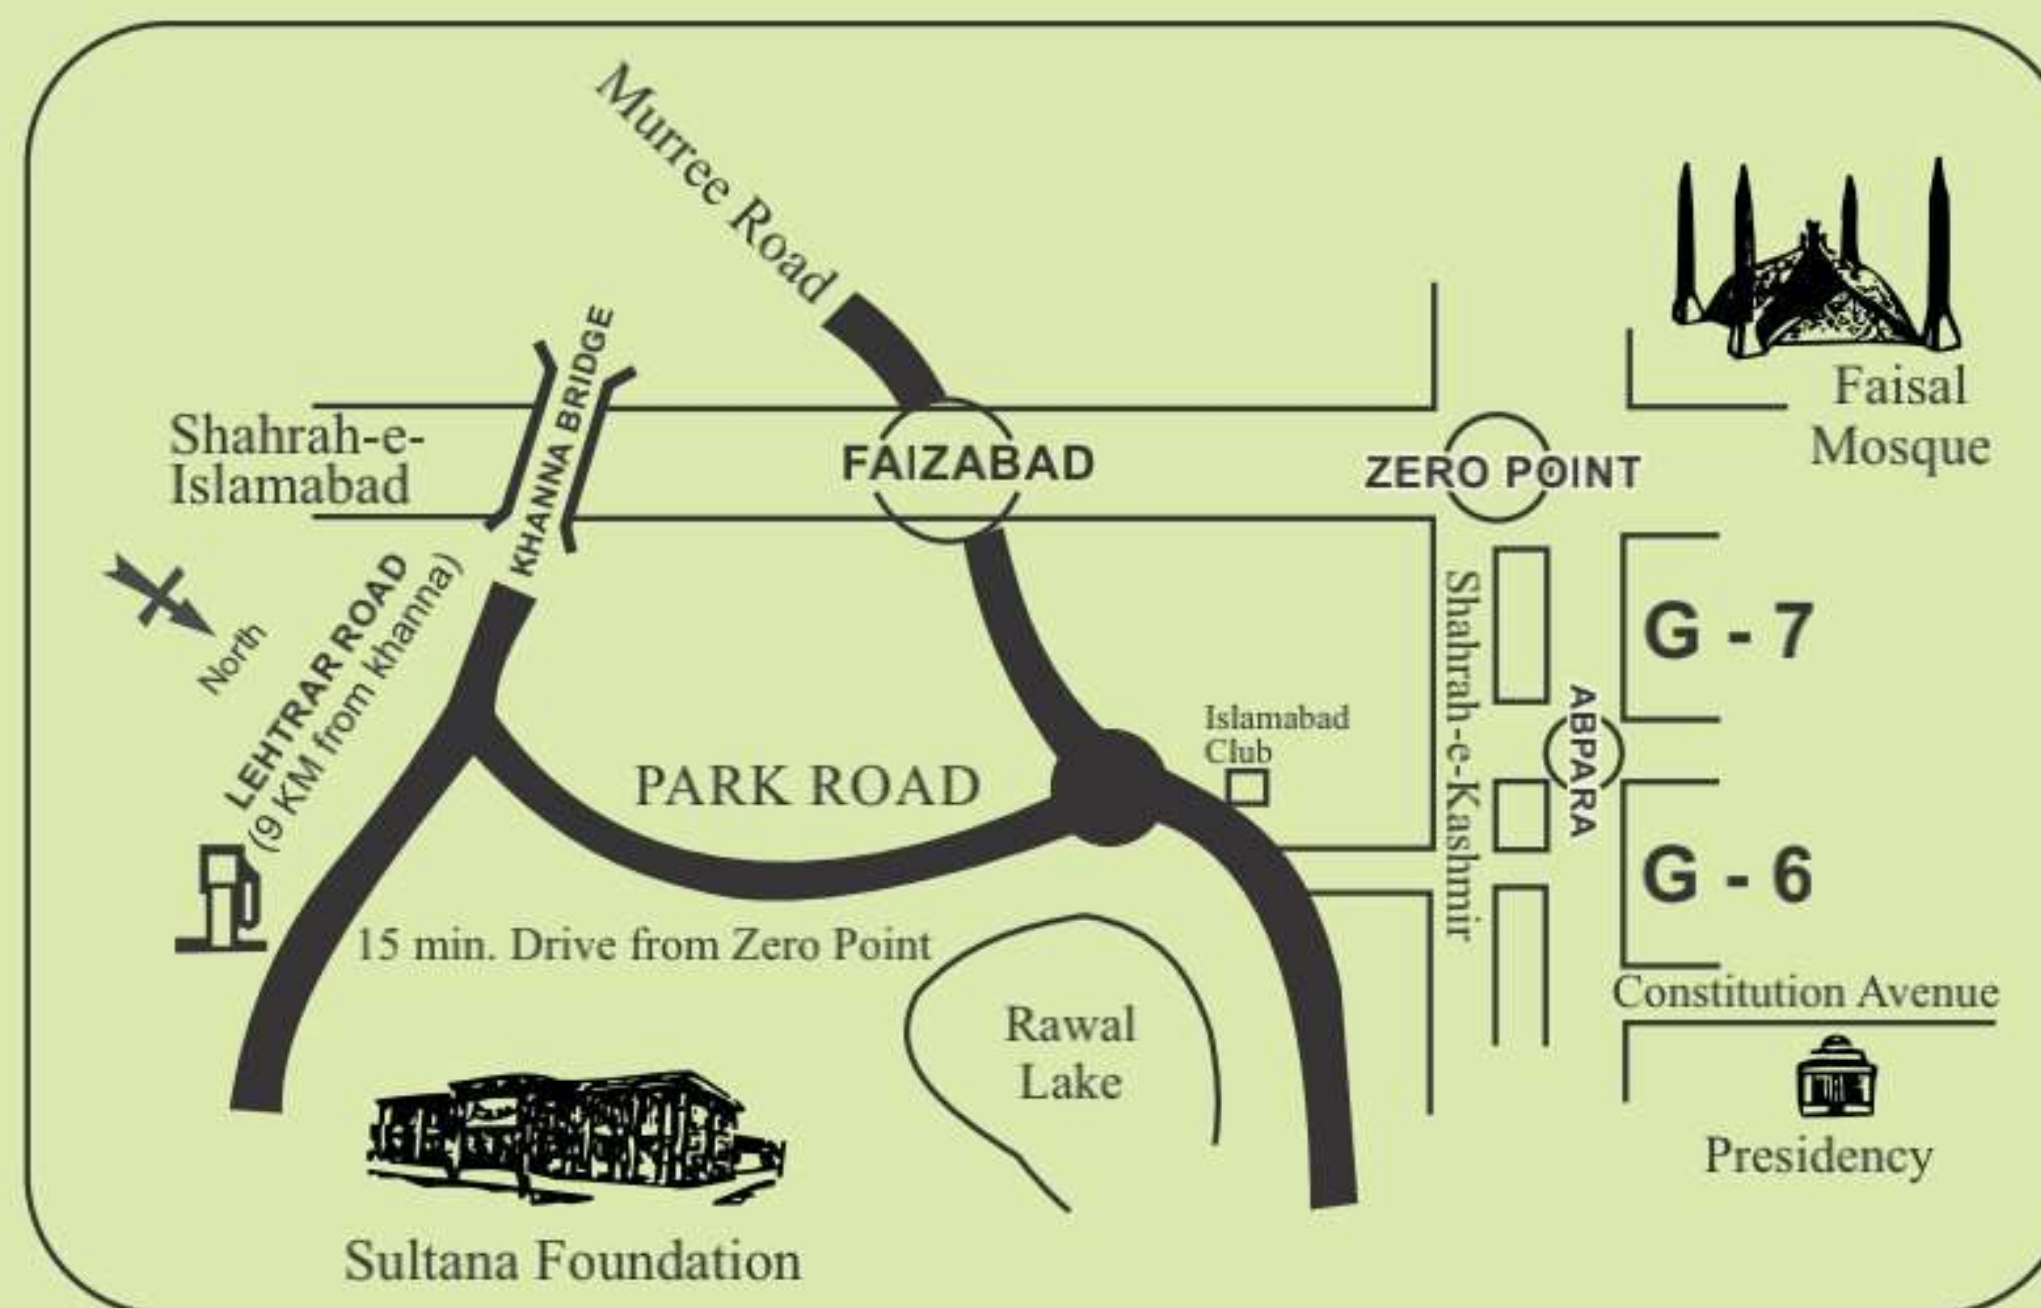 Murree Road
KHANNA BRIDGE
Faisal
Mosque
Shahrah-e-
Islamabad
FAIZABAD
ZERO POINT
North
LEHTRAR ROAD
(9 KM from khanna)
Shahrah-e-Kashmir
G - 7
ABPARA
Islamabad
Club
PARK ROAD
G - 6
15 min. Drive from Zero Point
Constitution Avenue
Rawal
Lake
Presidency
Sultana Foundation